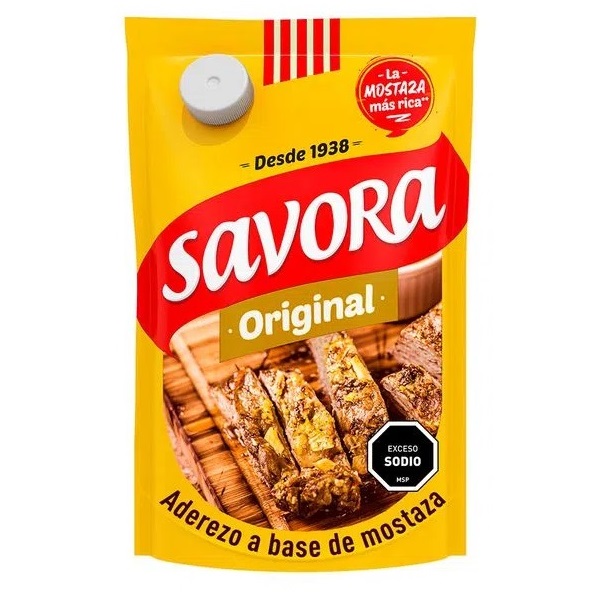 - La -
MOSTAZA
más rica**
Desde 1938
SAVORA
· Original ·
EXCESO
SODIO
MSP
Aderezo a base de mostaza